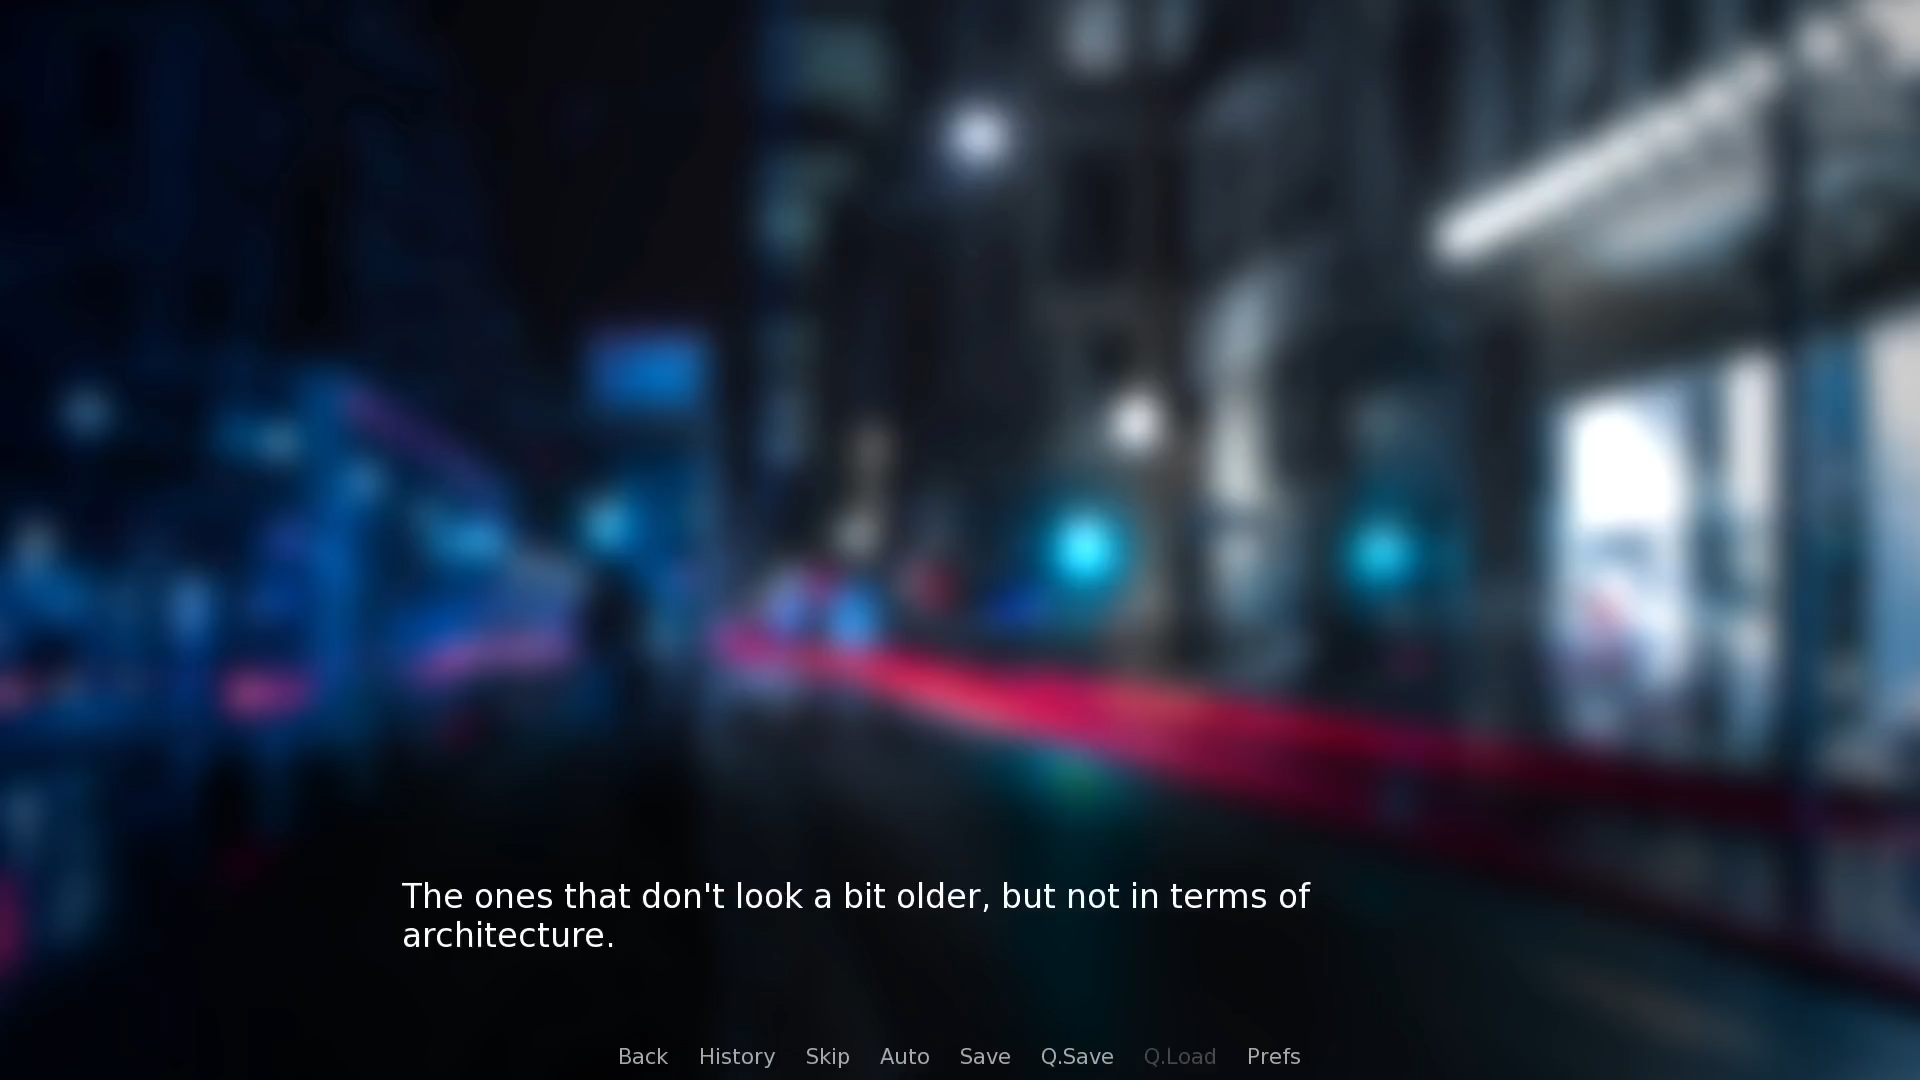 The ones that don't look a bit older, but not in terms of
architecture.
Back History Skip Auto Save Q.Save Q.Load Prefs